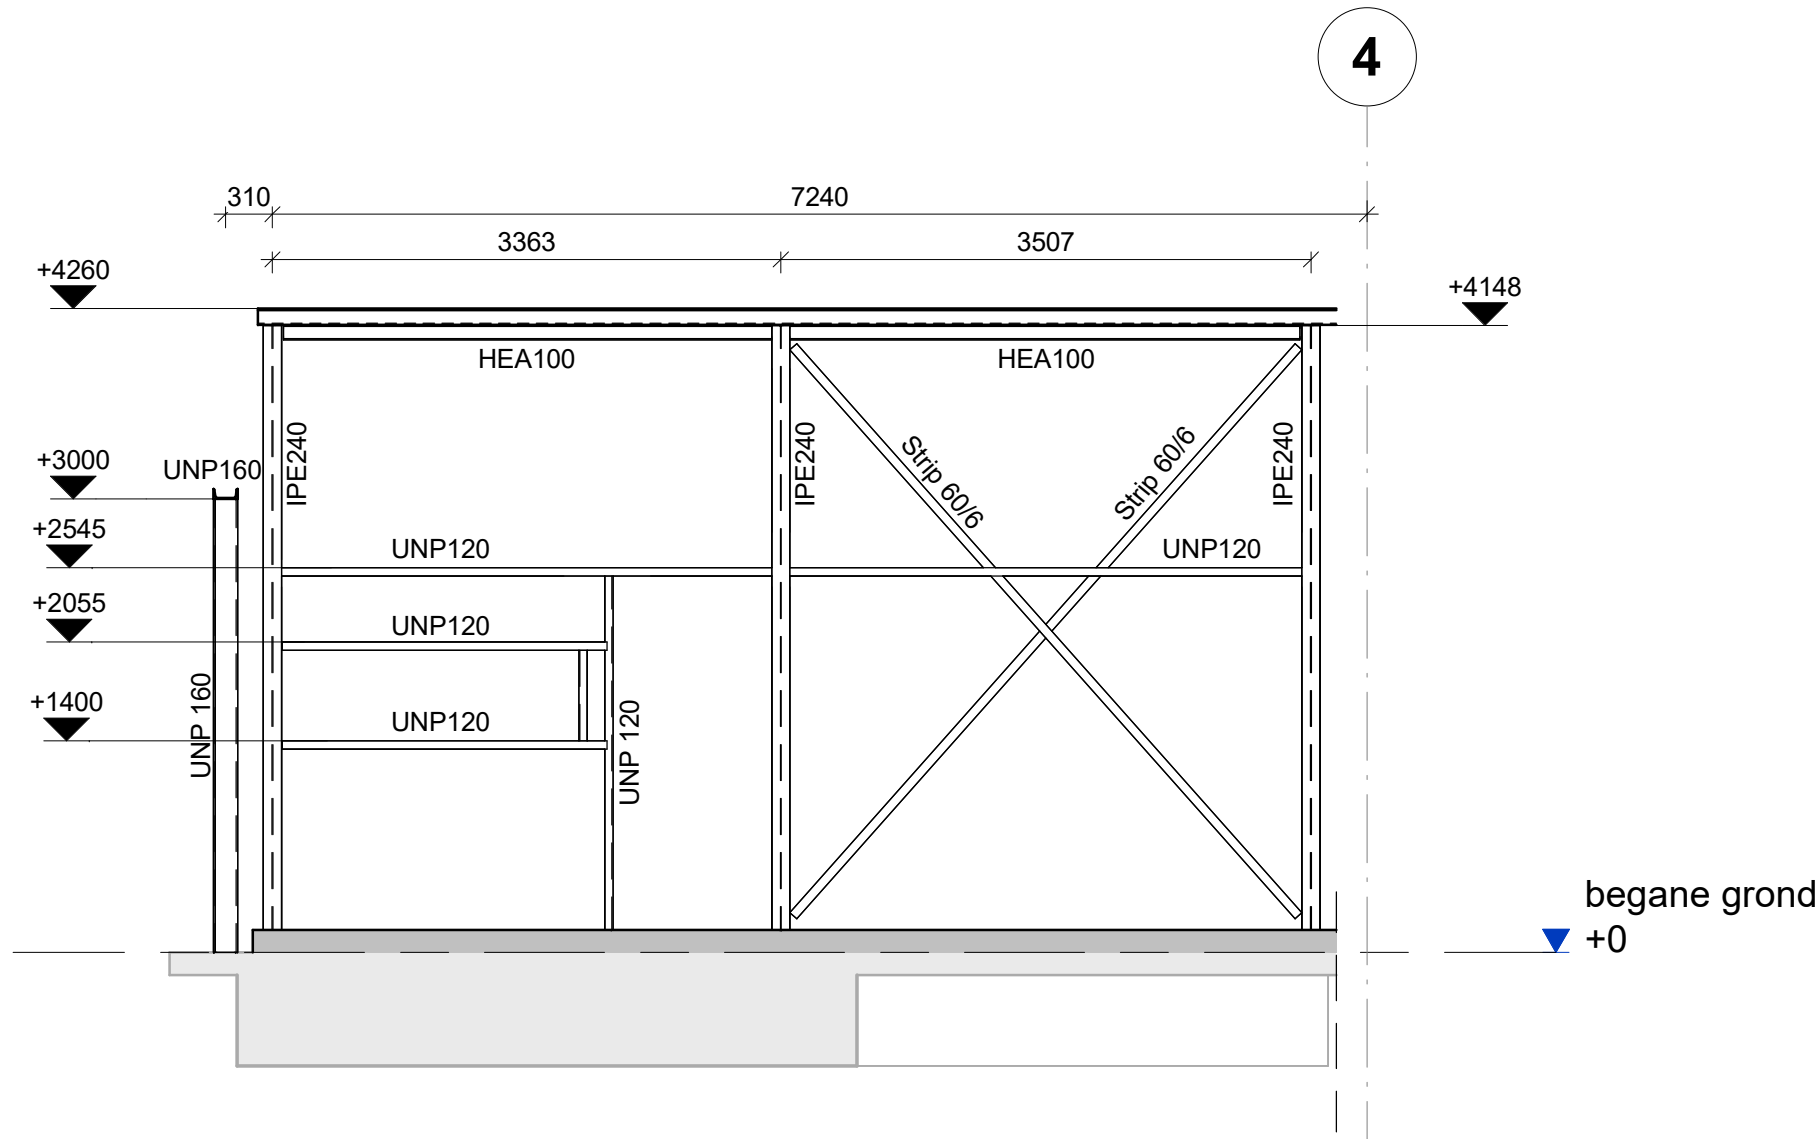 4
310
7240
3363
3507
+4260
+4148
HEA100
HEA100
IPE240
IPE240
IPE240
Strip 60/6
Strip 60/6
+3000
UNP160
+2545
UNP120
UNP120
+2055
UNP120
+1400
UNP 160
UNP120
UNP 120
begane grond
+0